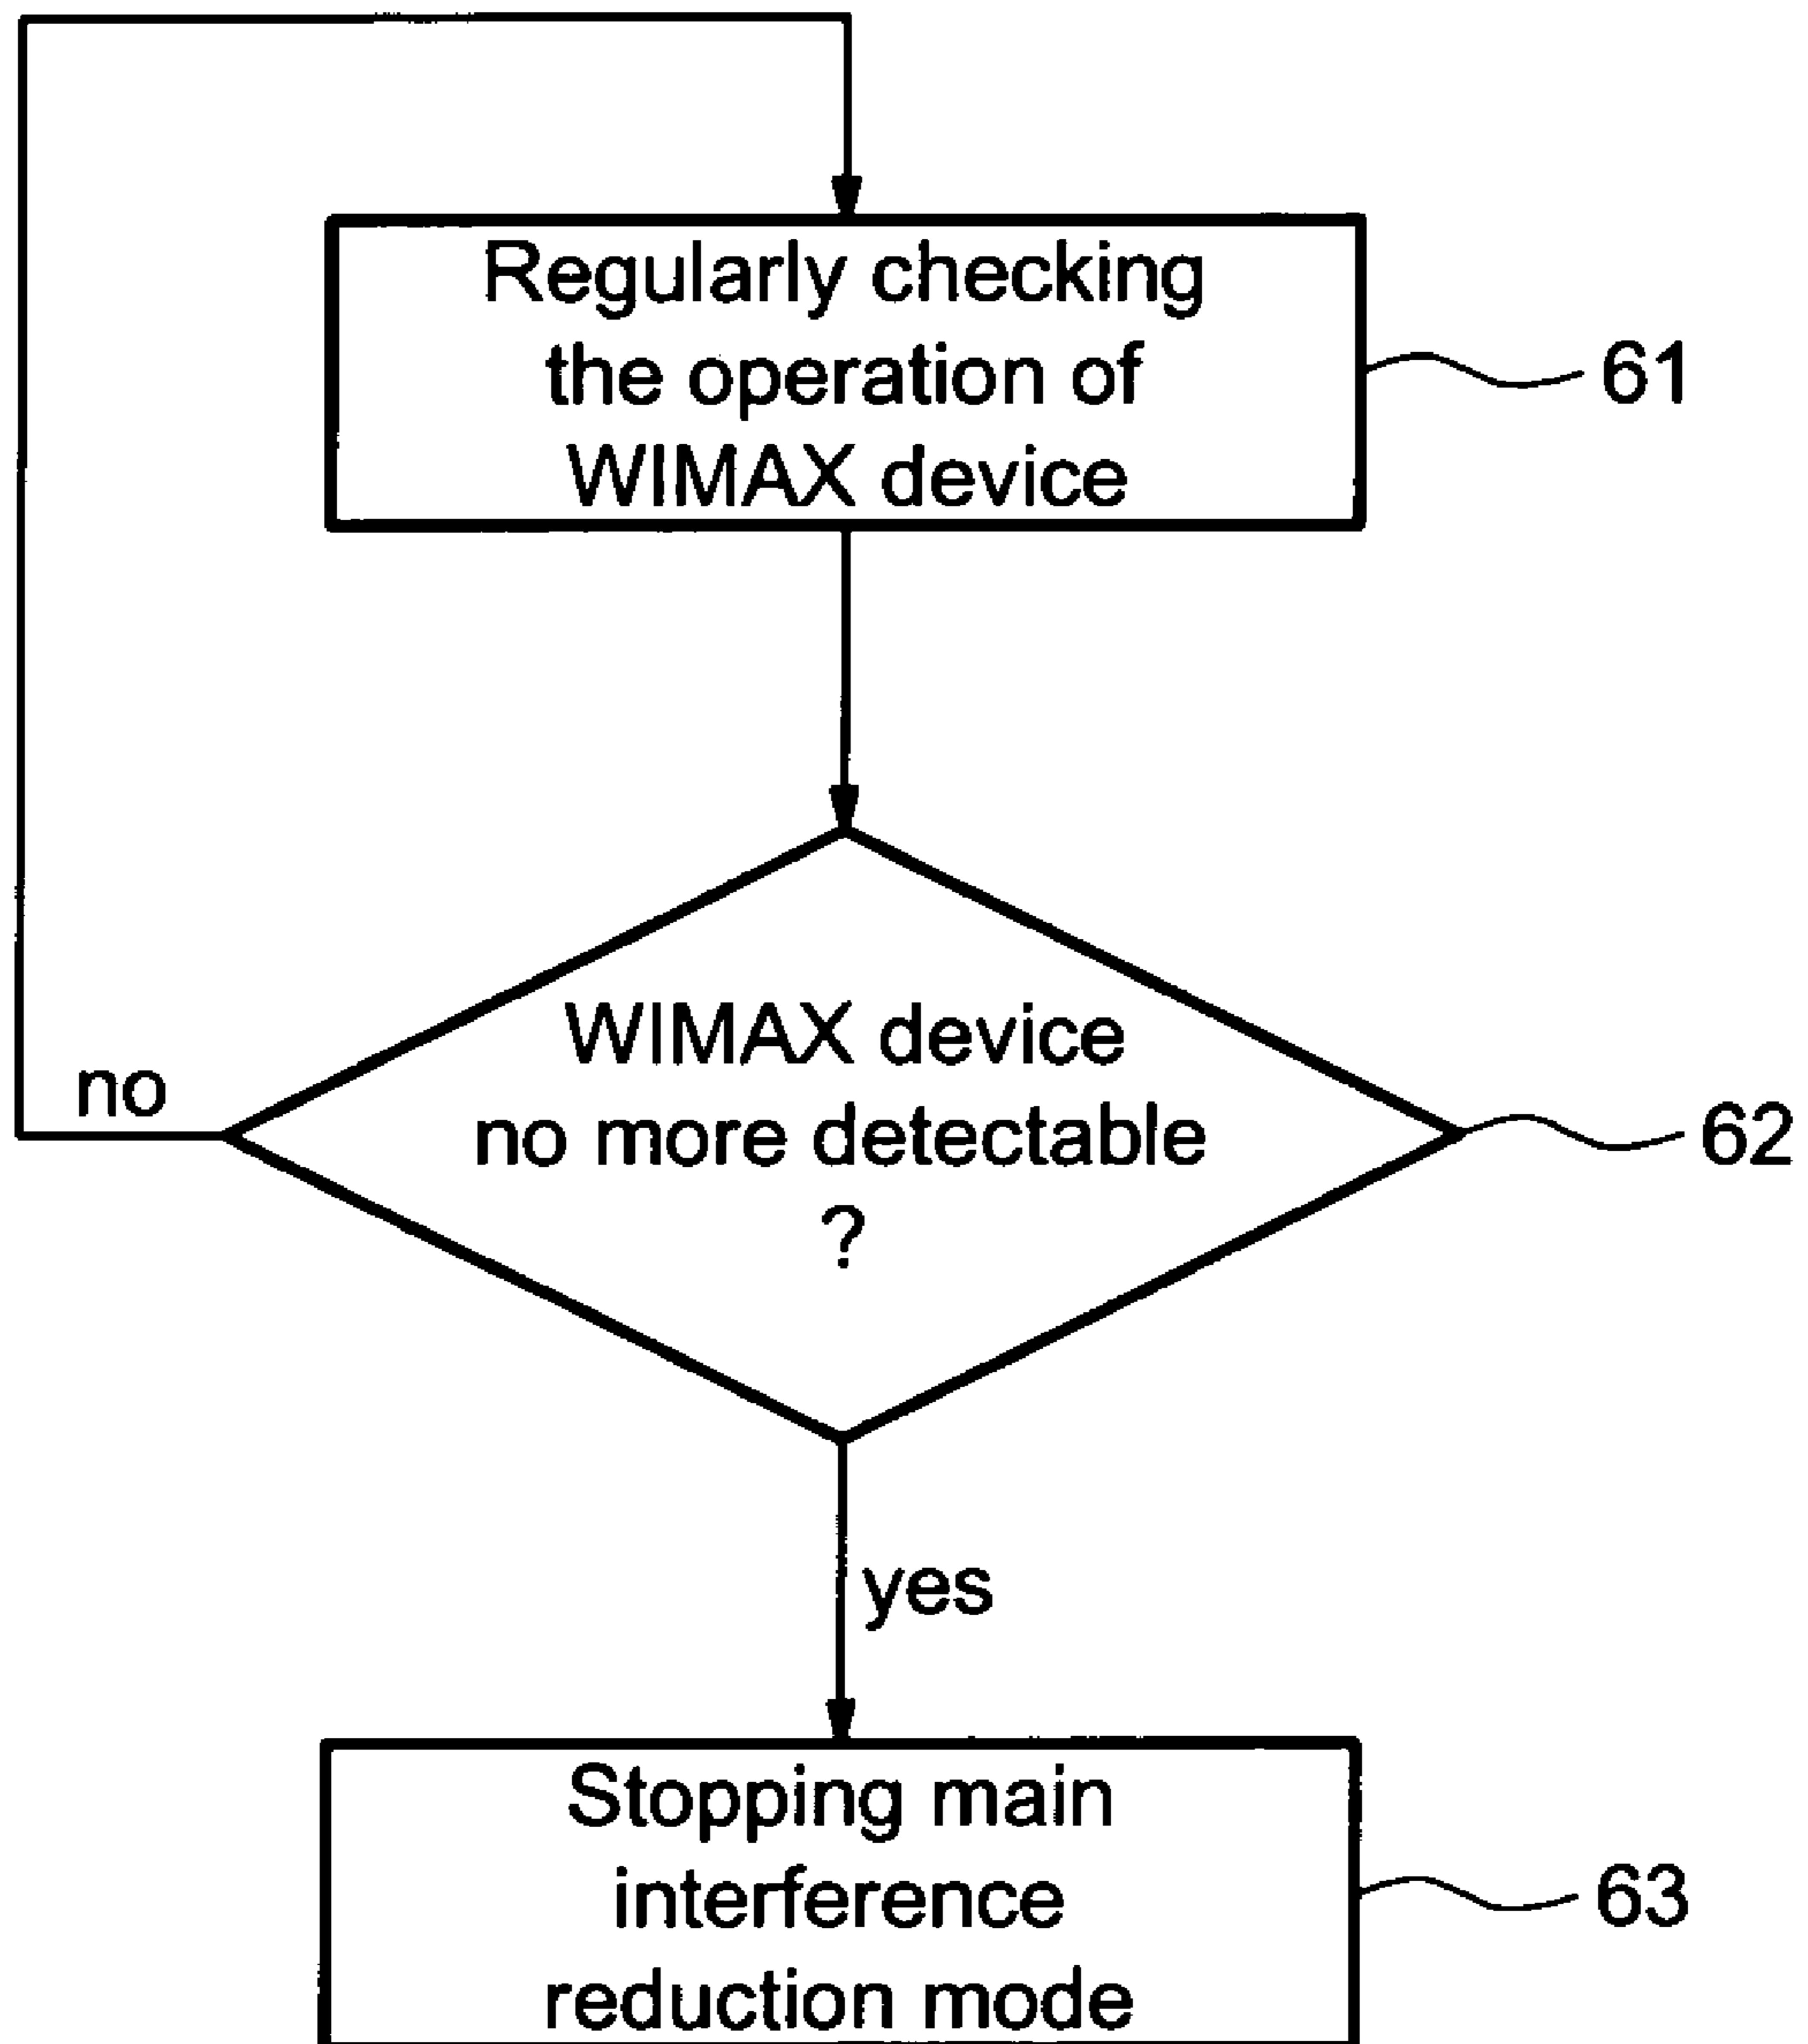 Regularly checking
the operation of
WIMAX device
61
WIMAX device
no more detectable
?
62
no
yes
Stopping main
interference
reduction mode
63